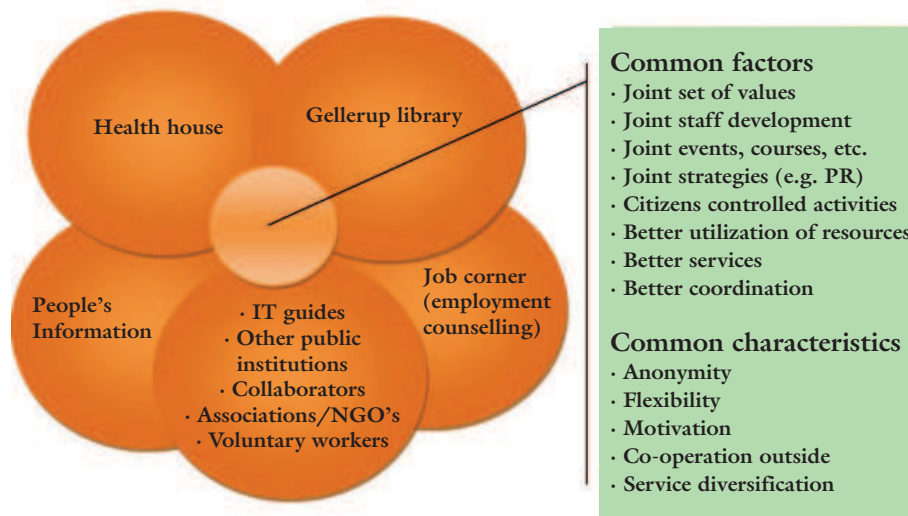 Health house
Gellerup library
People's
Information
· IT guides
· Other public
institutions
· Collaborators
· Associations/NGO's
· Voluntary workers
Job corner
(employment
counselling)
Common factors
· Joint set of values
· Joint staff development
· Joint events, courses, etc.
· Joint strategies (e.g. PR)
· Citizens controlled activities
· Better utilization of resources
· Better services
· Better coordination
Common characteristics
· Anonymity
· Flexibility
· Motivation
· Co-operation outside
· Service diversification